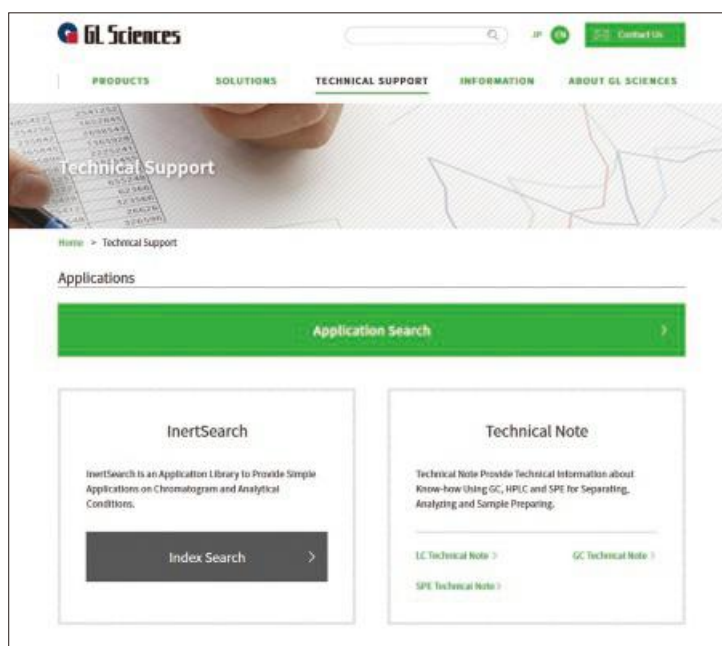 GL Sciences
JP EN Contact Us
PRODUCTS SOLUTIONS TECHNICAL SUPPORT INFORMATION ABOUT GL SCIENCES
Technical Support
Home > Technical Support
Applications
Application Search >
InertSearch
InertSearch is an Application Library to Provide Simple
Applications on Chromatogram and Analytical
Conditions.
Index Search >
Technical Note
Technical Note Provide Technical Information about
Know-how Using GC, HPLC and SPE for Separating,
Analyzing and Sample Preparing.
LC Technical Note > GC Technical Note >
SPE Technical Note >